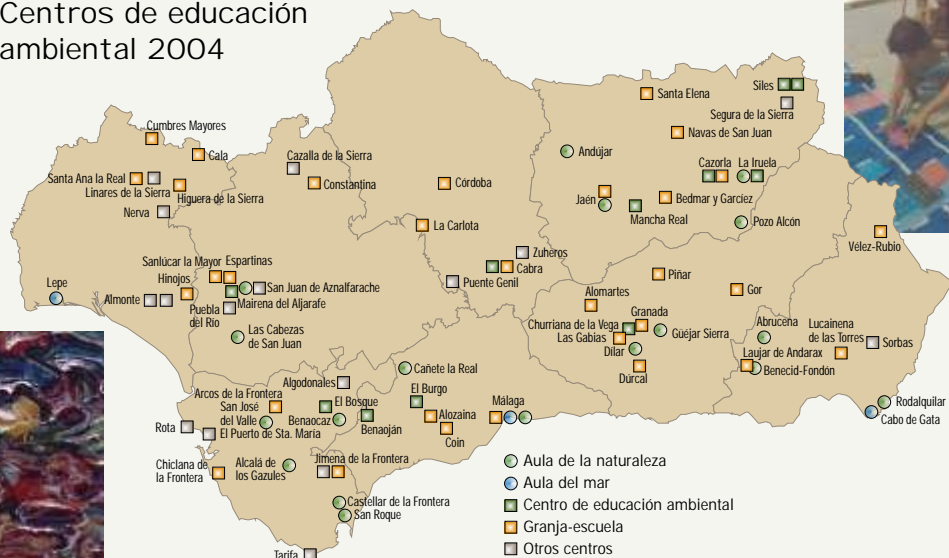 Centros de educación
ambiental 2004
Cumbres Mayores
Cala
Santa Ana la Real
Linares de la Sierra
Higuera de la Sierra
Nerva
Cazalla de la Sierra
Constantina
Córdoba
La Carlota
Santa Elena
Siles
Segura de la Sierra
Navas de San Juan
Andújar
Cazorla
La Iruela
Jaén
Bedmar y Garcíez
Mancha Real
Pozo Alcón
Vélez-Rubio
Zuheros
Cabra
Puente Genil
Sanlúcar la Mayor
Espartinas
Hinojos
San Juan de Aznalfarache
Lepe
Almonte
Mairena del Aljarafe
Puebla
del Río
Las Cabezas
de San Juan
Piñar
Gor
Alomartes
Granada
Churriana de la Vega
Las Gabias
Güéjar Sierra
Dílar
Dúrcal
Abrucena
Lucainena
de las Torres
Sorbas
Laujar de Andarax
Benecid-Fondón
Rodalquilar
Cabo de Gata
Cañete la Real
Algodonales
El Burgo
Arcos de la Frontera
El Bosque
Málaga
San José
del Valle
Benaocaz
Alozaina
Rota
El Puerto de Sta. María
Benaoján
Coin
Chiclana de
la Frontera
Alcalá de
los Gazules
Jimena de la Frontera
Castellar de la Frontera
San Roque
Tarifa
Aula de la naturaleza
Aula del mar
Centro de educación ambiental
Granja-escuela
Otros centros